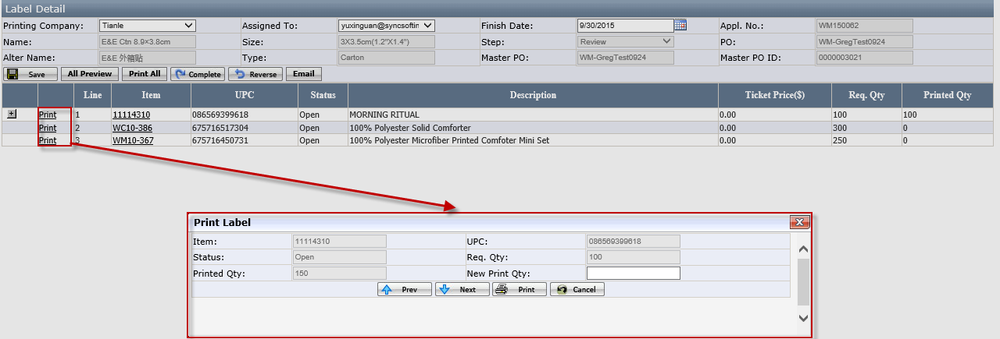 Label Detail
Printing Company: Tianle Assigned To: yuxinguan@syncsoftin Finish Date: 9/30/2015 Appl. No.: WM150062
Name: E&E Ctn 8.9×3.8cm Size: 3X3.5cm(1.2"X1.4") Step: Review PO: WM-GregTest0924
Alter Name: E&E 外箱贴 Type: Carton Master PO: WM-GregTest0924 Master PO ID: 0000003021
Save All Preview Print All Complete Reverse Email
Line Item UPC Status Description Ticket Price($) Req. Qty Printed Qty
Print 1 11114310 086569399618 Open MORNING RITUAL 0.00 100 100
Print 2 WC10-386 675716517304 Open 100% Polyester Solid Comforter 0.00 300 0
Print 3 WM10-367 675716450731 Open 100% Polyester Microfiber Printed Comfoter Mini Set 0.00 250 0
Print Label
Item: 11114310 UPC: 086569399618
Status: Open Req. Qty: 100
Printed Qty: 150 New Print Qty:
Prev Next Print Cancel